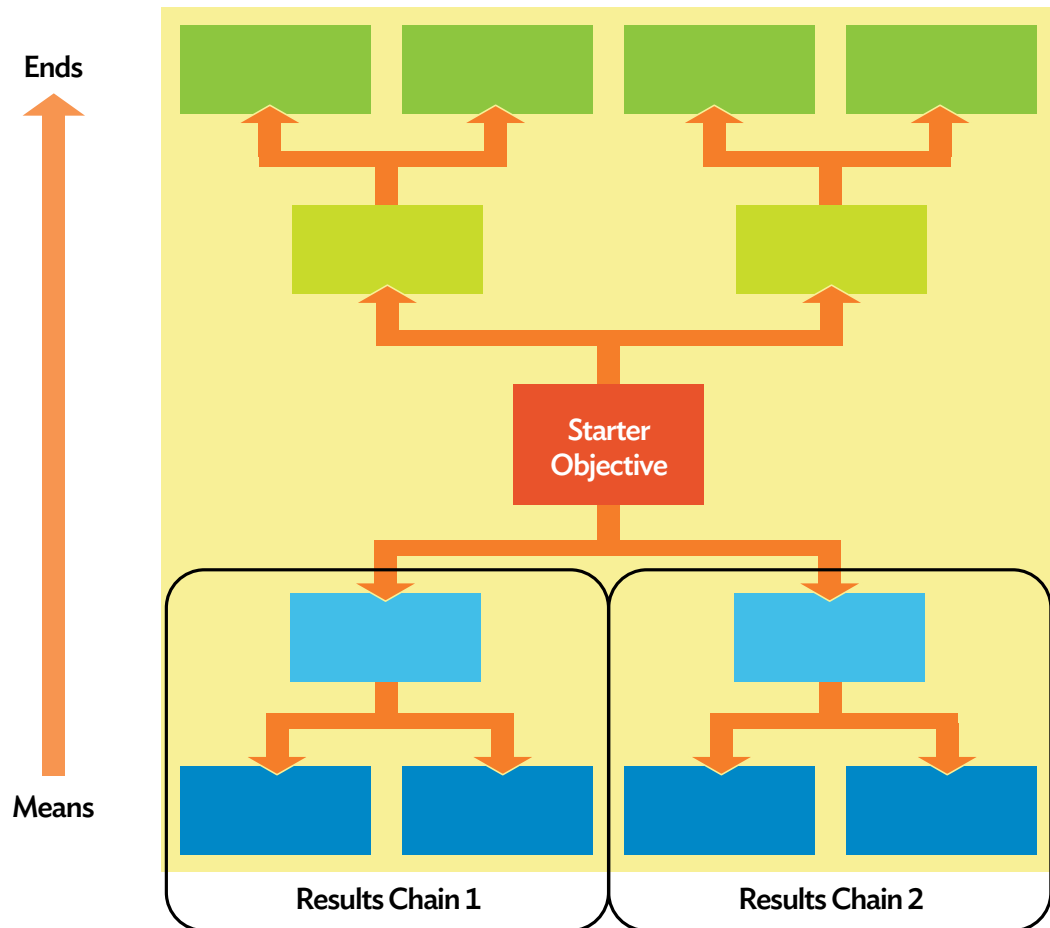 Ends
Starter
Objective
Means
Results Chain 1
Results Chain 2